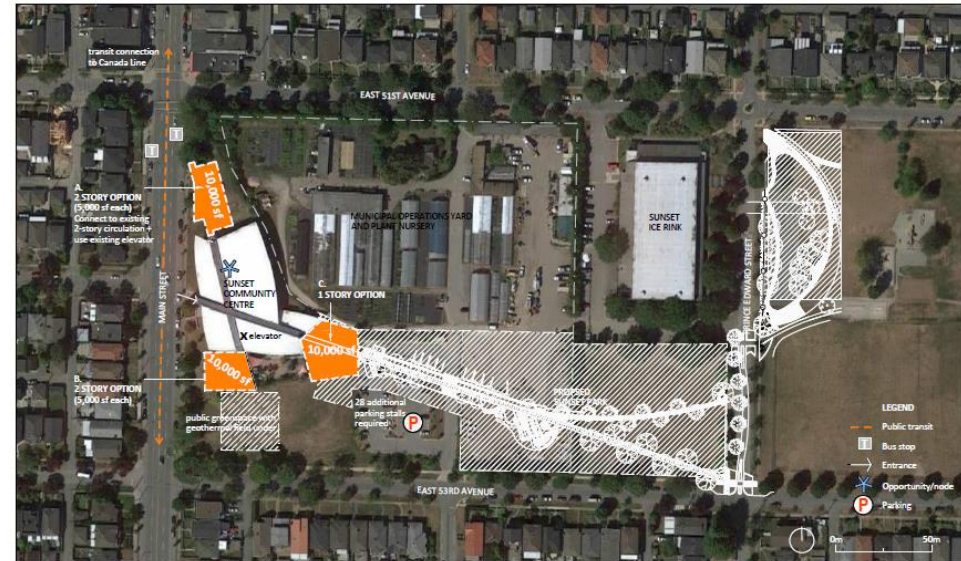 transit connection
to Canada Line
EAST 51ST AVENUE
T
T
A.
2 STORY OPTION
(5,000 sf each)
Connect to existing
2-story circulation +
use existing elevator
10,000 sf
MUNICIPAL OPERATIONS YARD
AND PLANT NURSERY
SUNSET
ICE RINK
PRINCE EDWARD STREET
MAIN STREET
SUNSET
COMMUNITY
CENTRE
C.
1 STORY OPTION
X elevator
10,000 sf
10,000 sf
B.
2 STORY OPTION
(5,000 sf each)
public greenspace with
geothermal field under
28 additional
parking stalls
required
P
PROPOSED
SUNSET PARK
EAST 53RD AVENUE
LEGEND
Public transit
T
Bus stop
Entrance
Opportunity/node
P
Parking
0m
50m